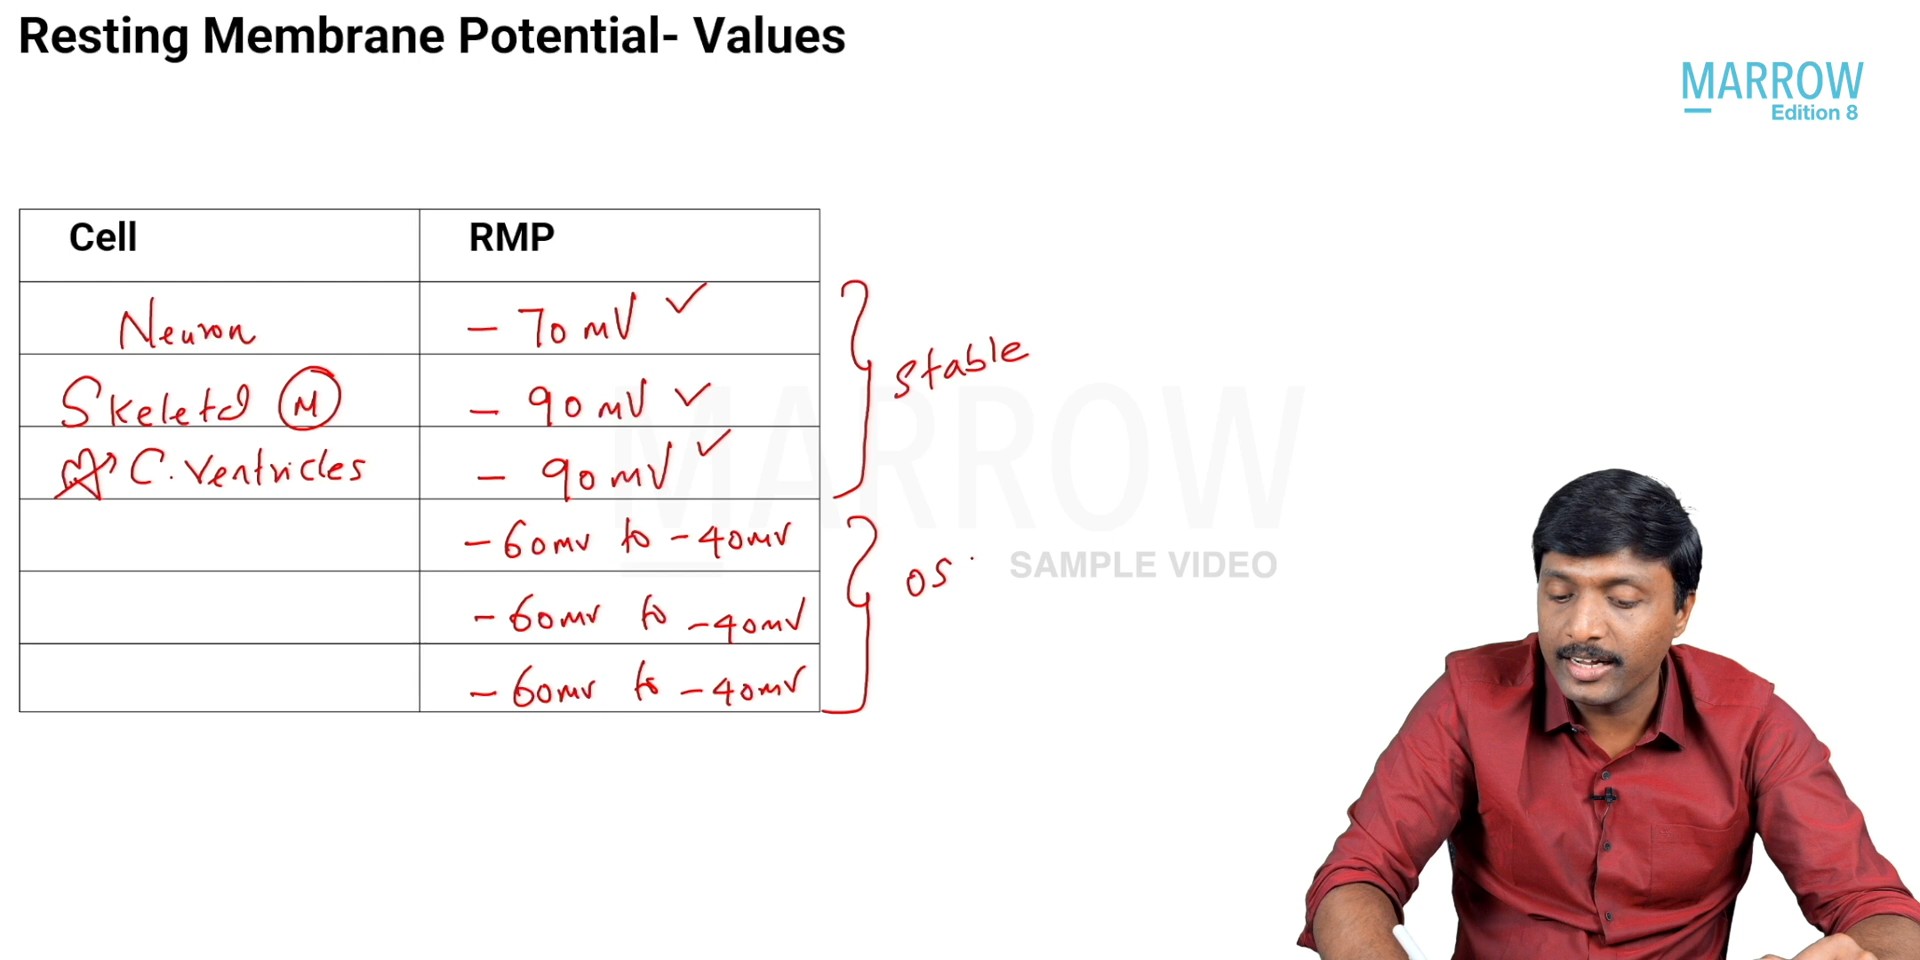 Resting Membrane Potential- Values
MARROW
Edition 8
Cell RMP
Neuron - 70 mV
Skeletal M - 90 mV
C. Ventricles - 90 mV
stable
-60mv to -40mv
-60mv to -40mv
-60mv to -40mv
os
MARROW
SAMPLE VIDEO